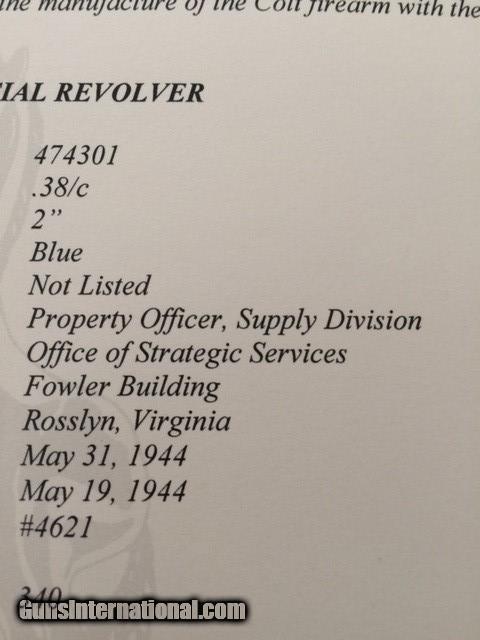 the manufacture of the Colt firearm with the
CIAL REVOLVER
474301
.38/c
2”
Blue
Not Listed
Property Officer, Supply Division
Office of Strategic Services
Fowler Building
Rosslyn, Virginia
May 31, 1944
May 19, 1944
#4621
340
GunsInternational.com